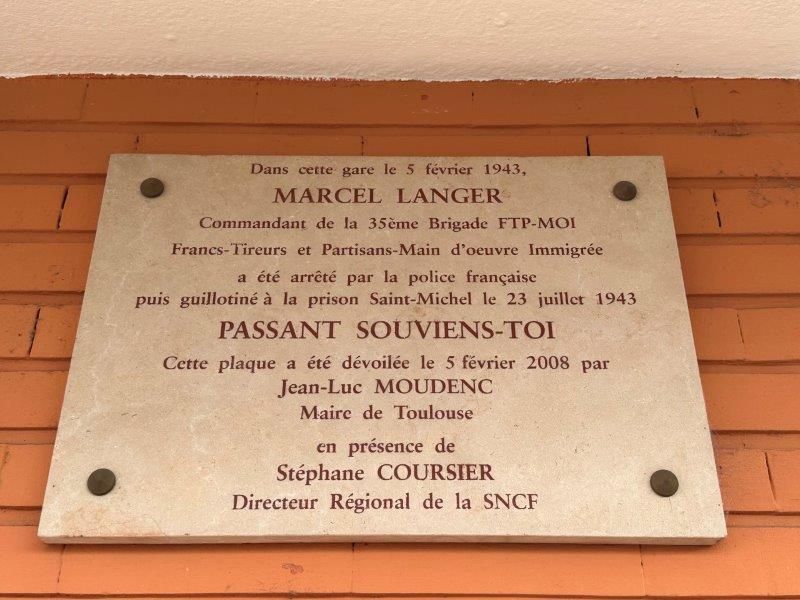 Dans cette gare le 5 février 1943,
MARCEL LANGER
Commandant de la 35ème Brigade FTP-MOI
Francs-Tireurs et Partisans-Main d'oeuvre Immigrée
a été arrêté par la police française
puis guillotiné à la prison Saint-Michel le 23 juillet 1943
PASSANT SOUVIENS-TOI
Cette plaque a été dévoilée le 5 février 2008 par
Jean-Luc MOUDENC
Maire de Toulouse
en présence de
Stéphane COURSIER
Directeur Régional de la SNCF